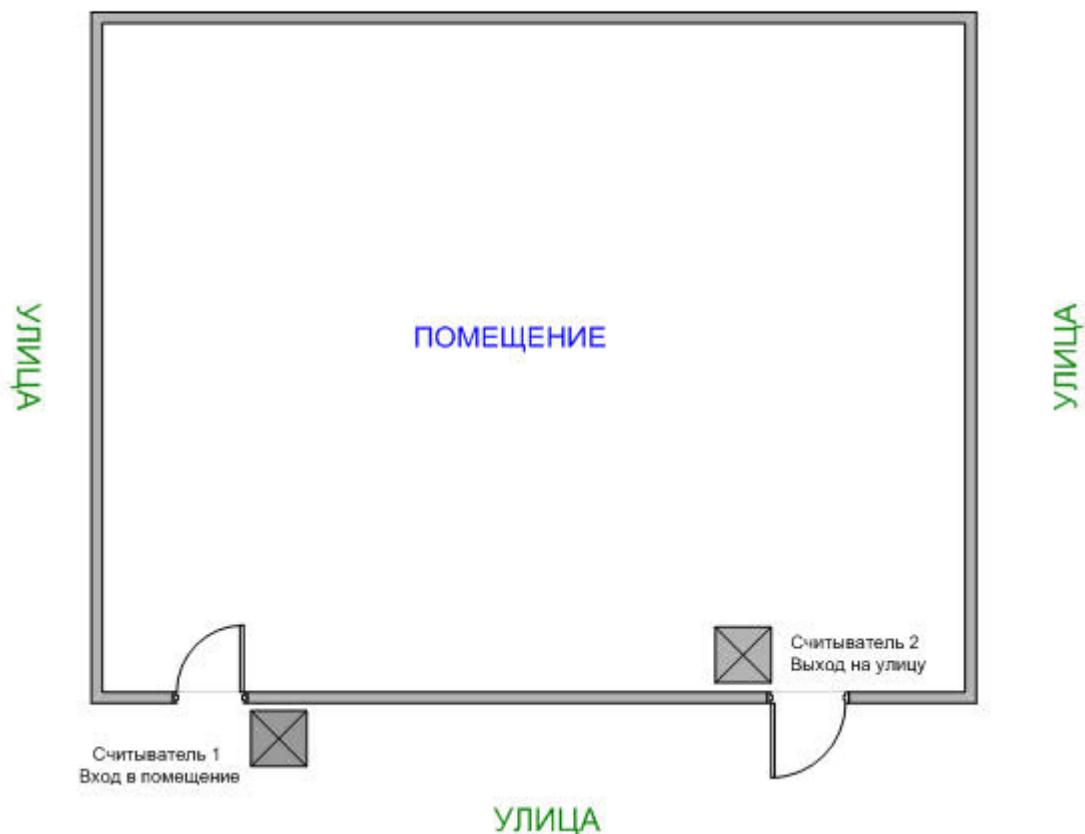 УЛИЦА
ПОМЕЩЕНИЕ
УЛИЦА
Считыватель 2
Выход на улицу
Считыватель 1
Вход в помещение
УЛИЦА